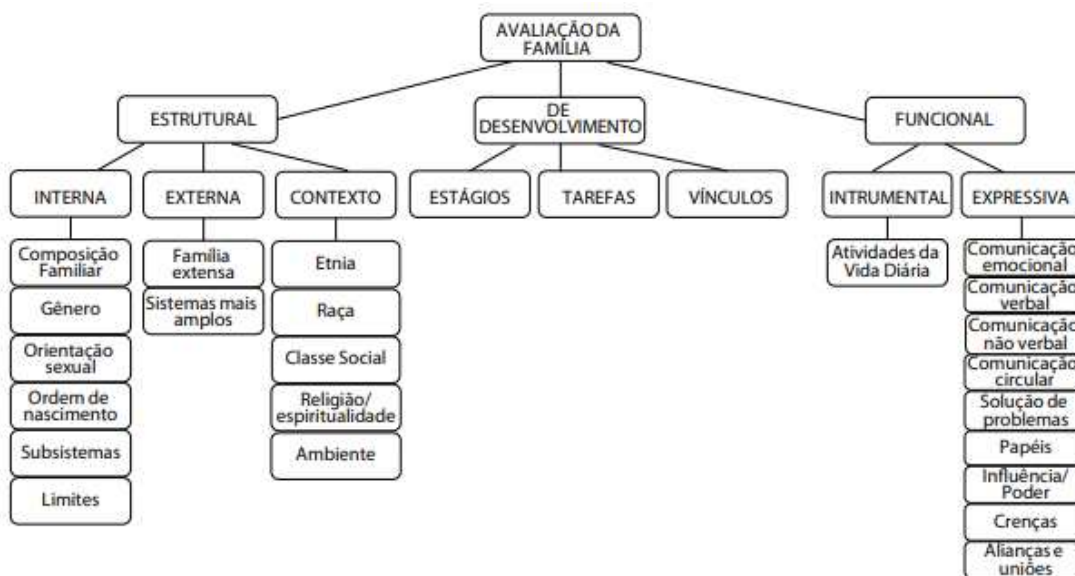 AVALIAÇÃO DA
FAMÍLIA
ESTRUTURAL
DE
DESENVOLVIMENTO
FUNCIONAL
INTERNA
EXTERNA
CONTEXTO
ESTÁGIOS
TAREFAS
VÍNCULOS
INTRUMENTAL
EXPRESSIVA
Composição
Familiar
Gênero
Orientação
sexual
Ordem de
nascimento
Subsistemas
Limites
Família
extensa
Sistemas mais
amplos
Etnia
Raça
Classe Social
Religião/
espiritualidade
Ambiente
Atividades da
Vida Diária
Comunicação
emocional
Comunicação
verbal
Comunicação
não verbal
Comunicação
circular
Solução de
problemas
Papéis
Influência/
Poder
Crenças
Alianças e
uniões